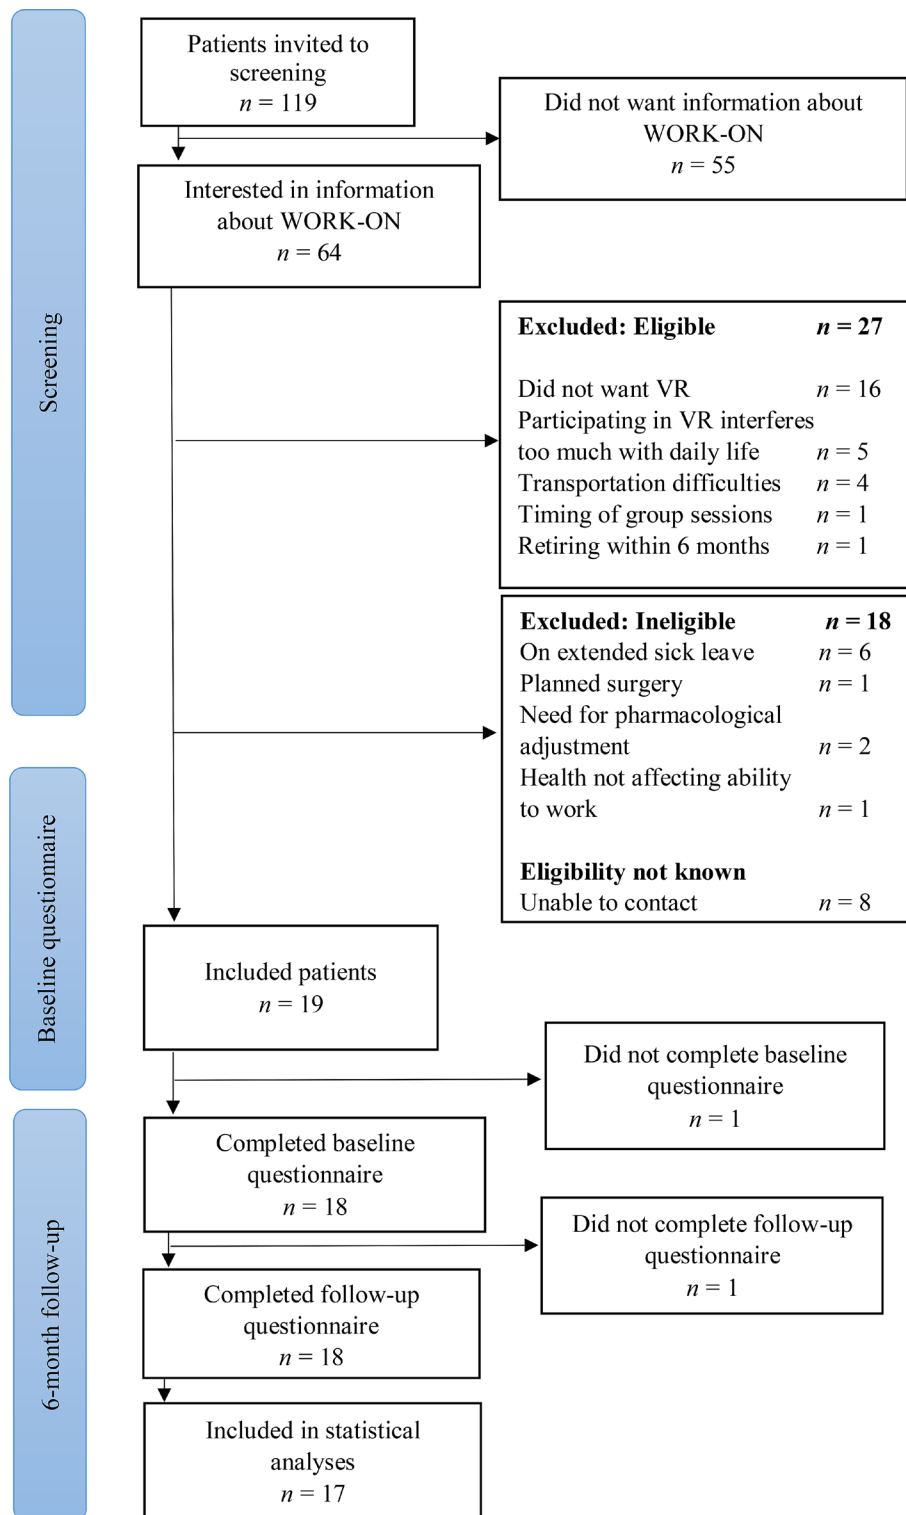 Screening
Patients invited to
screening
n = 119
Did not want information about
WORK-ON
n = 55
Interested in information
about WORK-ON
n = 64
Excluded: Eligible n = 27
Did not want VR n = 16
Participating in VR interferes
too much with daily life n = 5
Transportation difficulties n = 4
Timing of group sessions n = 1
Retiring within 6 months n = 1
Excluded: Ineligible n = 18
On extended sick leave n = 6
Planned surgery n = 1
Need for pharmacological
adjustment n = 2
Health not affecting ability
to work n = 1
Eligibility not known
Unable to contact n = 8
Baseline questionnaire
Included patients
n = 19
Did not complete baseline
questionnaire
n = 1
Completed baseline
questionnaire
n = 18
6-month follow-up
Did not complete follow-up
questionnaire
n = 1
Completed follow-up
questionnaire
n = 18
Included in statistical
analyses
n = 17